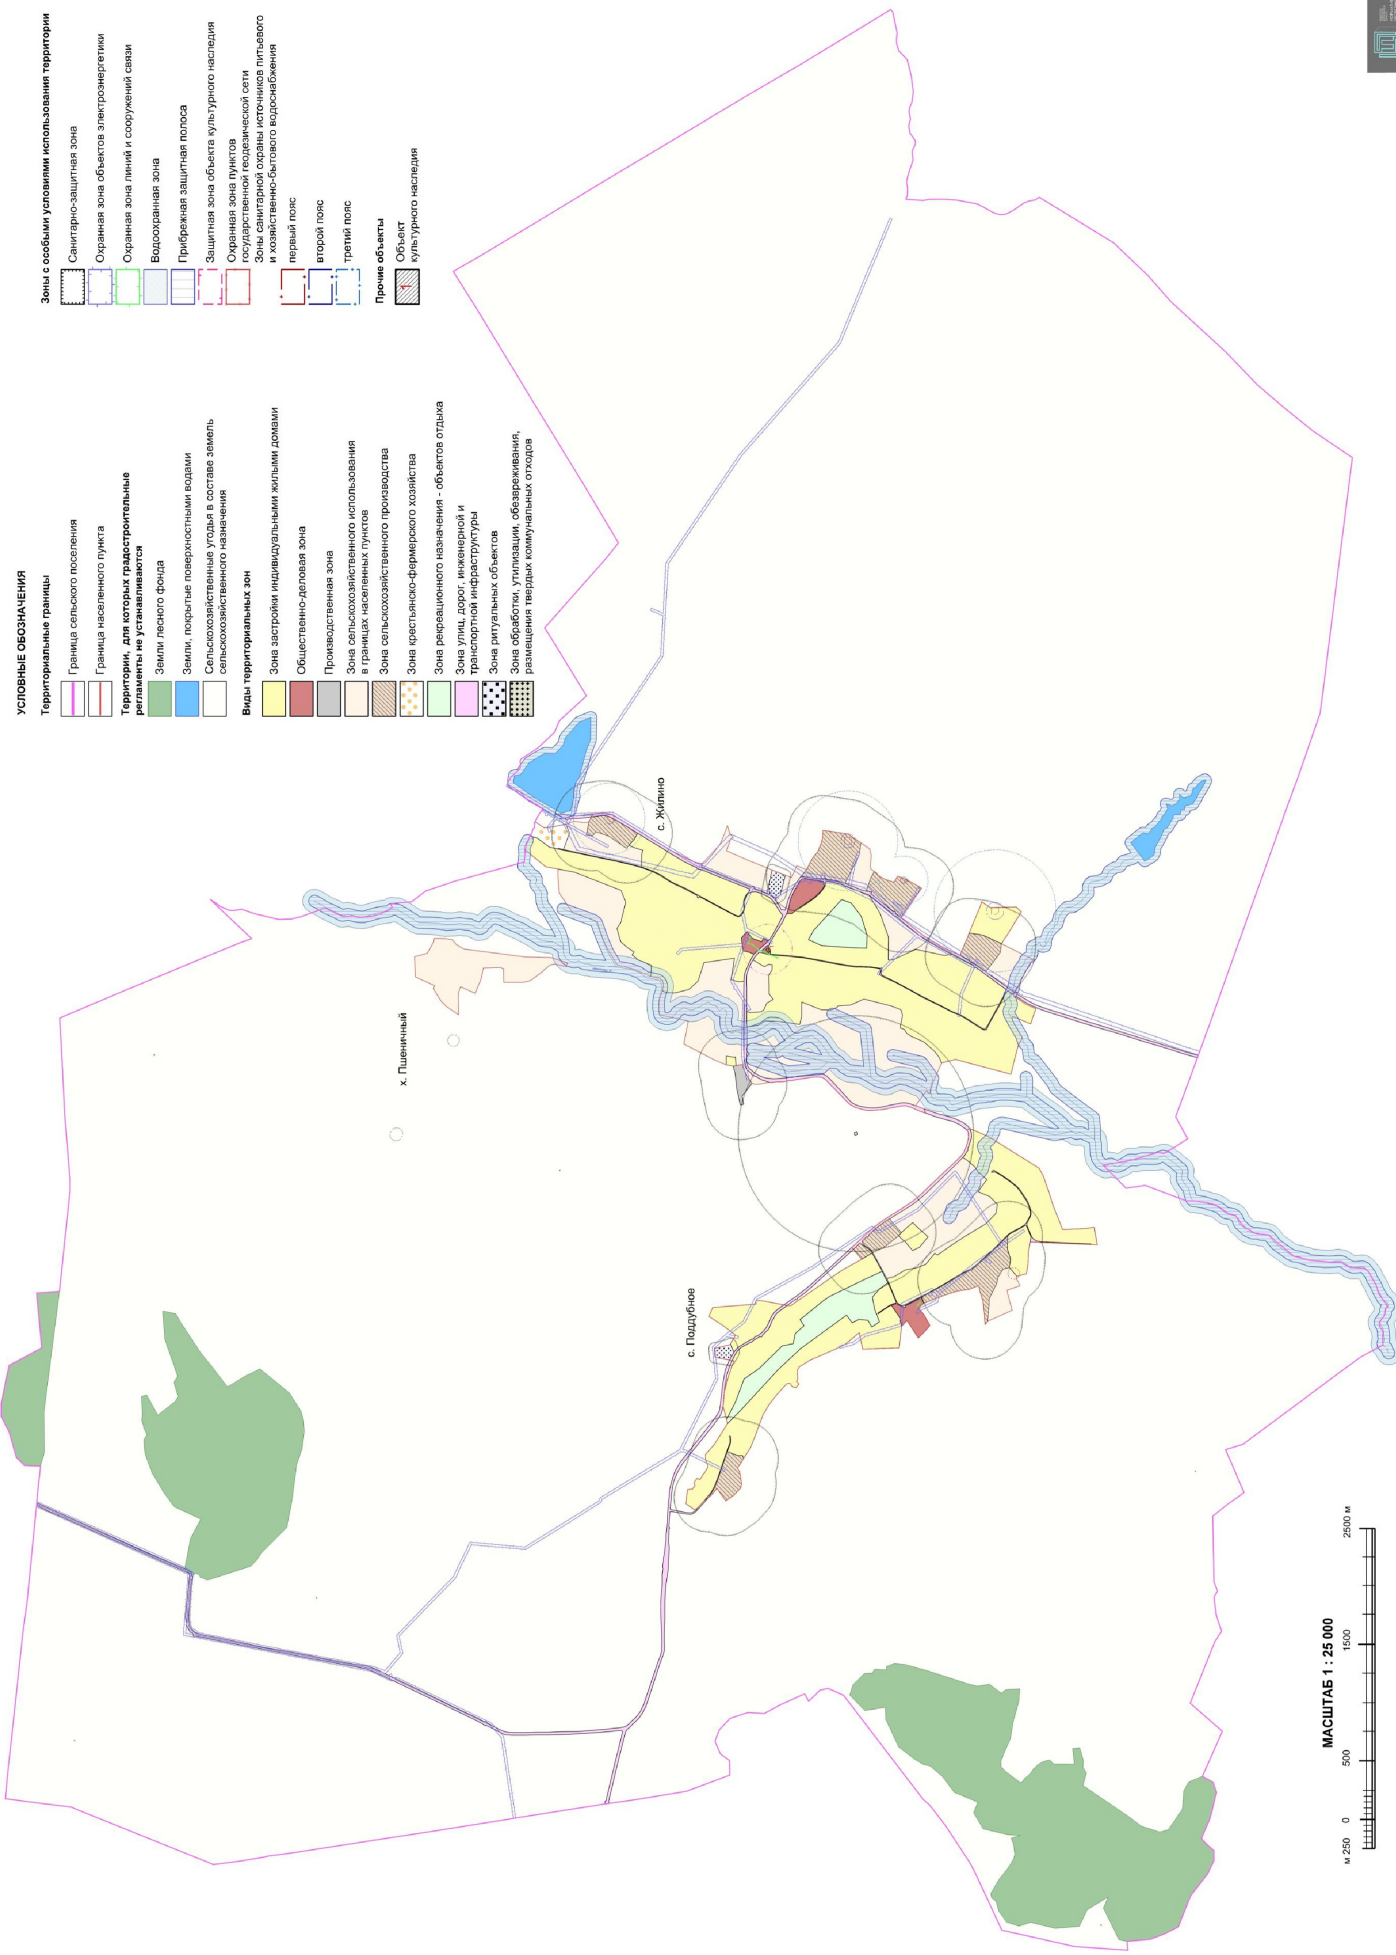 УСЛОВНЫЕ ОБОЗНАЧЕНИЯ
Территориальные границы
Граница сельского поселения
Граница населенного пункта
Территории, для которых градостроительные
регламенты не устанавливаются
Земли лесного фонда
Земли, покрытые поверхностными водами
Сельскохозяйственные угодья в составе земель
сельскохозяйственного назначения
Виды территориальных зон
Зона застройки индивидуальными жилыми домами
Общественно-деловая зона
Производственная зона
Зона сельскохозяйственного использования
в границах населенных пунктов
Зона сельскохозяйственного производства
Зона крестьянско-фермерского хозяйства
Зона рекреационного назначения - объектов отдыха
Зона улиц, дорог, инженерной и
транспортной инфраструктуры
Зона ритуальных объектов
Зона обработки, утилизации, обезвреживания,
размещения твердых коммунальных отходов
Зоны с особыми условиями использования территории
Санитарно-защитная зона
Охранная зона объектов электроэнергетики
Охранная зона линий и сооружений связи
Водоохранная зона
Прибрежная защитная полоса
Защитная зона объекта культурного наследия
Охранная зона пунктов
государственной геодезической сети
Зоны санитарной охраны источников питьевого
и хозяйственно-бытового водоснабжения
первый пояс
второй пояс
третий пояс
Прочие объекты
1
Объект
культурного наследия
х. Пшеничный
с. Жилино
с. Поддубное
МАСШТАБ 1 : 25 000
м 250 0 500 1500 2500 м